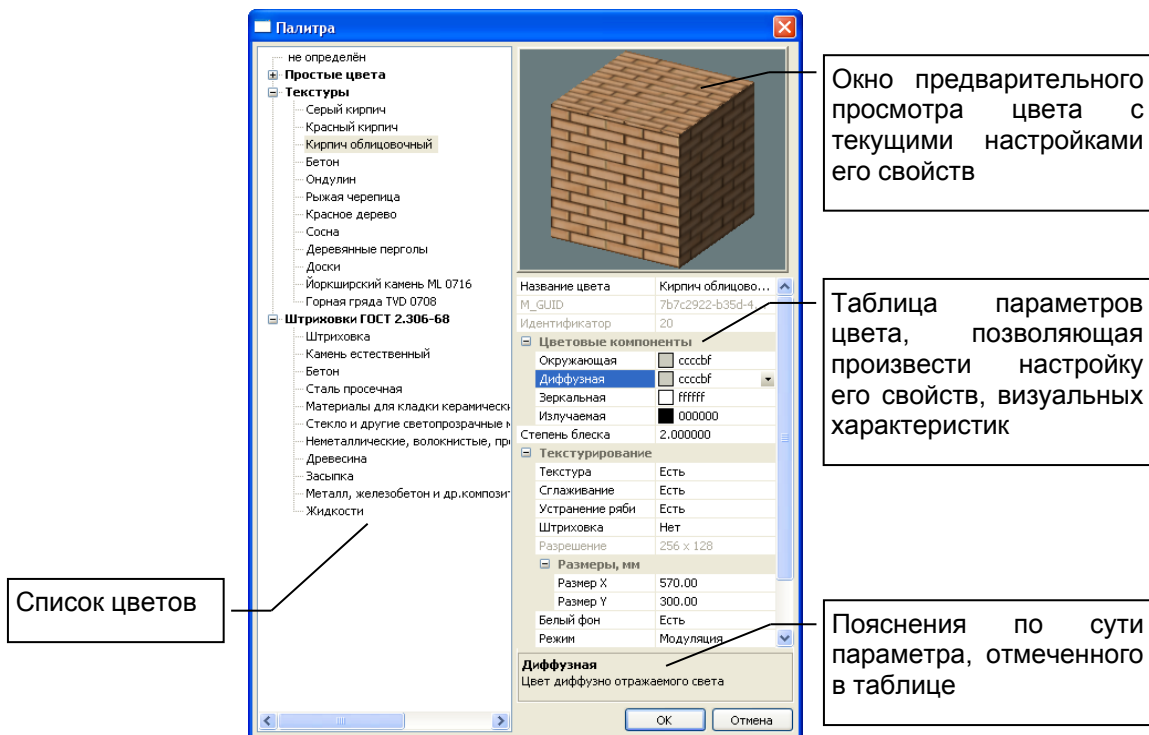 Палитра
не определён
Простые цвета
Текстуры
Серый кирпич
Красный кирпич
Кирпич облицовочный
Бетон
Ондулин
Рыжая черепица
Красное дерево
Сосна
Деревянные перголы
Доски
Йоркширский камень ML 0716
Горная гряда TVD 0708
Штриховки ГОСТ 2.306-68
Штриховка
Камень естественный
Бетон
Сталь просечная
Материалы для кладки керамически
Стекло и другие светопрозрачные
Неметаллические, волокнистые,
Древесина
Засыпка
Металл, железобетон и др.компози
Жидкости
Название цвета Кирпич облицово...
M_GUID 7b7c2922-b35d-4...
Идентификатор 20
Цветовые компоненты
Окружающая ccccbf
Диффузная ccccbf
Зеркальная ffffff
Излучаемая 000000
Степень блеска 2.000000
Текстурирование
Текстура Есть
Сглаживание Есть
Устранение ряби Есть
Штриховка Нет
Разрешение 256 x 128
Размеры, мм
Размер X 570.00
Размер Y 300.00
Белый фон Есть
Режим Модуляция
Диффузная
Цвет диффузно отражаемого света
OK Отмена
Окно предварительного
просмотра цвета с
текущими настройками
его свойств
Таблица параметров
цвета, позволяющая
произвести настройку
его свойств, визуальных
характеристик
Список цветов
Пояснения по сути
параметра, отмеченного
в таблице